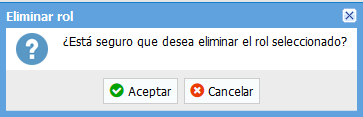 Eliminar rol
¿Está seguro que desea eliminar el rol seleccionado?
Aceptar
Cancelar